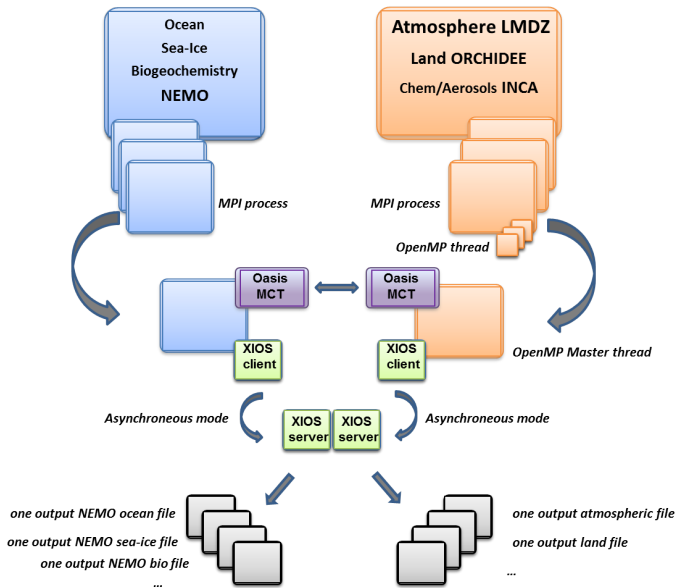 Ocean
Sea-Ice
Biogeochemistry
NEMO
Atmosphere LMDZ
Land ORCHIDEE
Chem/Aerosols INCA
MPI process
MPI process
OpenMP thread
Oasis
MCT
Oasis
MCT
XIOS
client
XIOS
client
OpenMP Master thread
Asynchroneous mode
Asynchroneous mode
XIOS
server
XIOS
server
one output NEMO ocean file
one output NEMO sea-ice file
one output NEMO bio file
...
one output atmospheric file
one output land file
...